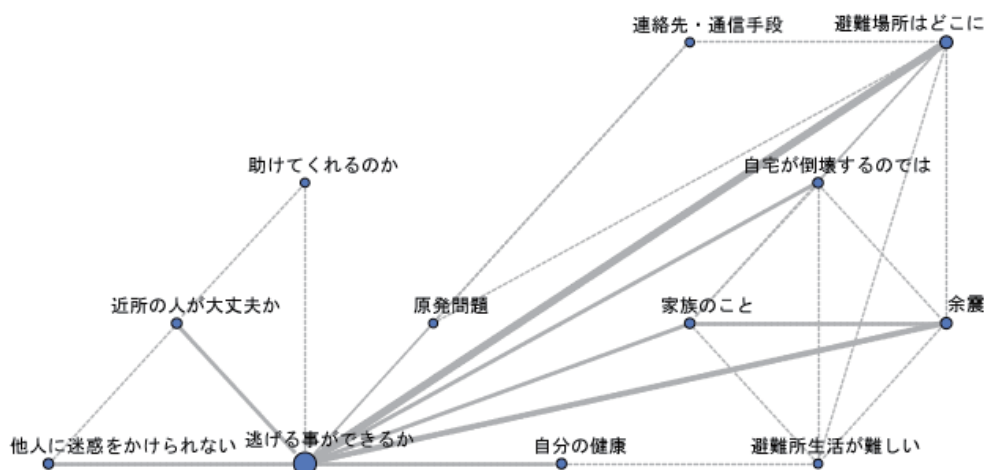 連絡先・通信手段
避難場所はどこに
助けてくれるのか
自宅が倒壊するのでは
近所の人が大丈夫か
原発問題
家族のこと
余震
他人に迷惑をかけられない
逃げる事ができるか
自分の健康
避難所生活が難しい